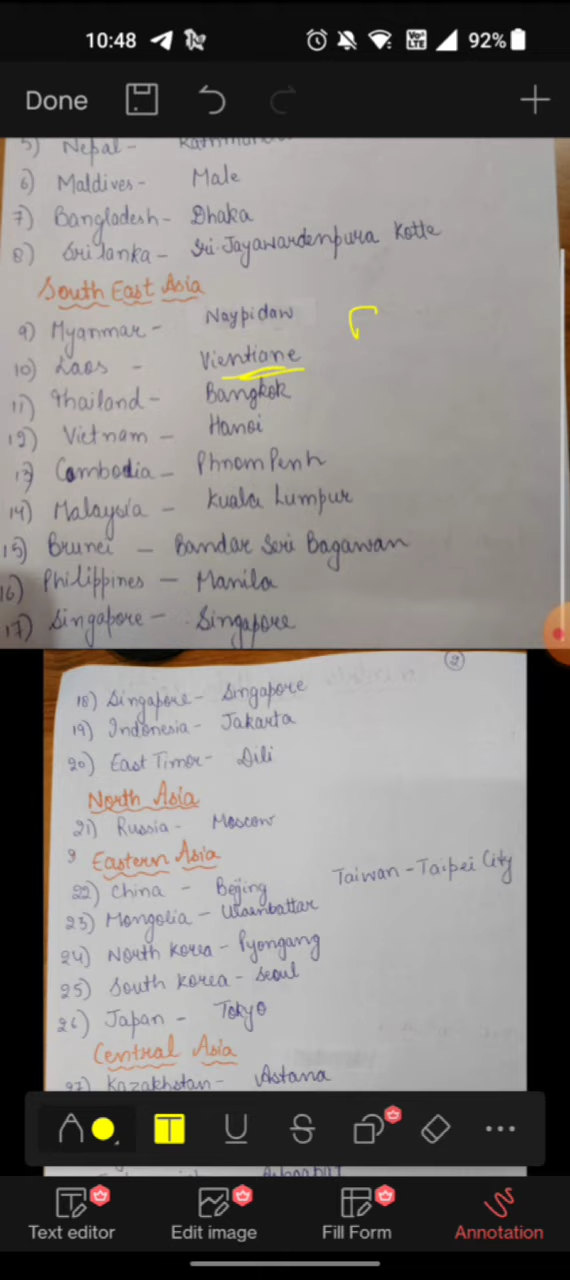 10:48 92%
Done
5) Nepal-
6) Maldives- Male
7) Bangladesh- Dhaka
8) Sri lanka- Sri Jayawardenpura Kotte
South East Asia
9) Myanmar- Naypidaw
10) Laos - Vientiane
11) Thailand- Bangkok
12) Vietnam - Hanoi
13) Cambodia- Phnom Penh
14) Malaysia - Kuala Lumpur
15) Brunei - Bandar Seri Bagawan
16) Philippines - Manila
17) Singapore- Singapore
2
18) Singapore- Singapore
19) Indonesia- Jakarta
20) East Timor- Dili
North Asia
21) Russia- Moscow
Eastern Asia
22) China - Beijing Taiwan-Taipei City
23) Mongolia- Ulaanbattar
24) North Korea- Pyongang
25) South Korea- Seoul
26) Japan - Tokyo
Central Asia
27) Kazakhstan- Astana
Text editor Edit image Fill Form Annotation